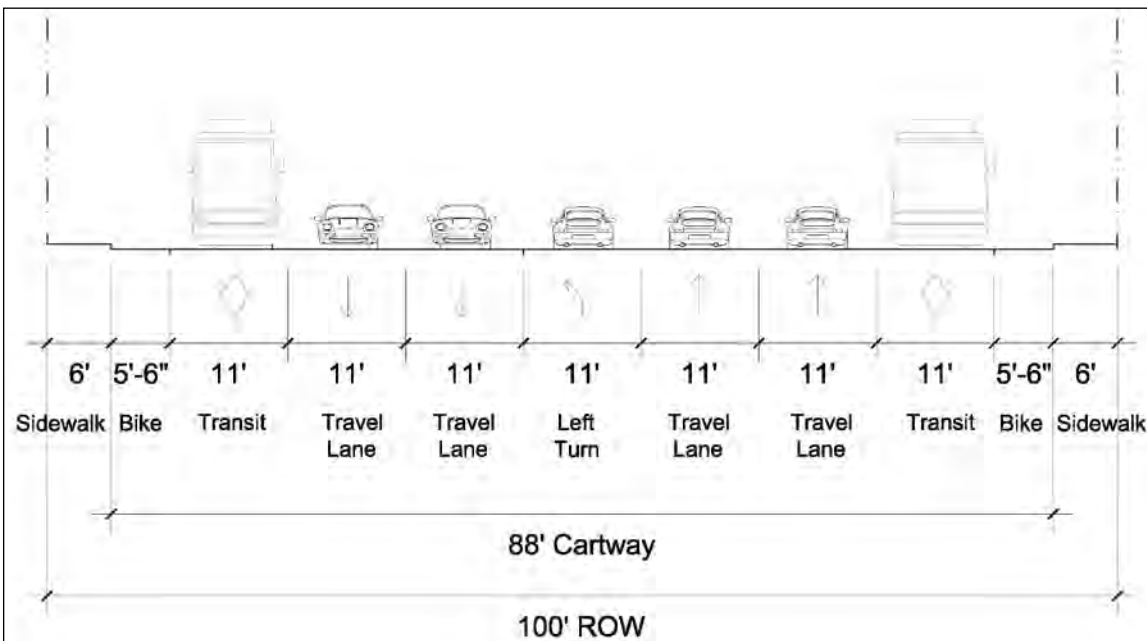 6' 5'-6" 11' 11' 11' 11' 11' 11' 11' 5'-6" 6'
Sidewalk Bike Transit Travel Travel Left Travel Travel Transit Bike Sidewalk
Lane Lane Turn Lane Lane
88' Cartway
100' ROW